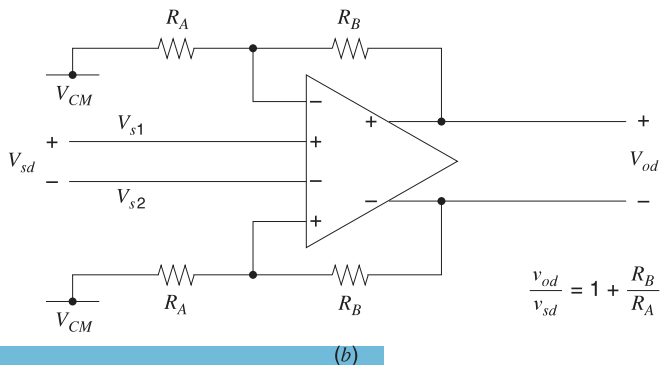 R_A R_B
V_CM
−
+ +
+ V_s1 +
V_sd V_od
− V_s2 −
− −
+
R_A R_B
V_CM
v_od/v_sd = 1 + R_B/R_A
(b)